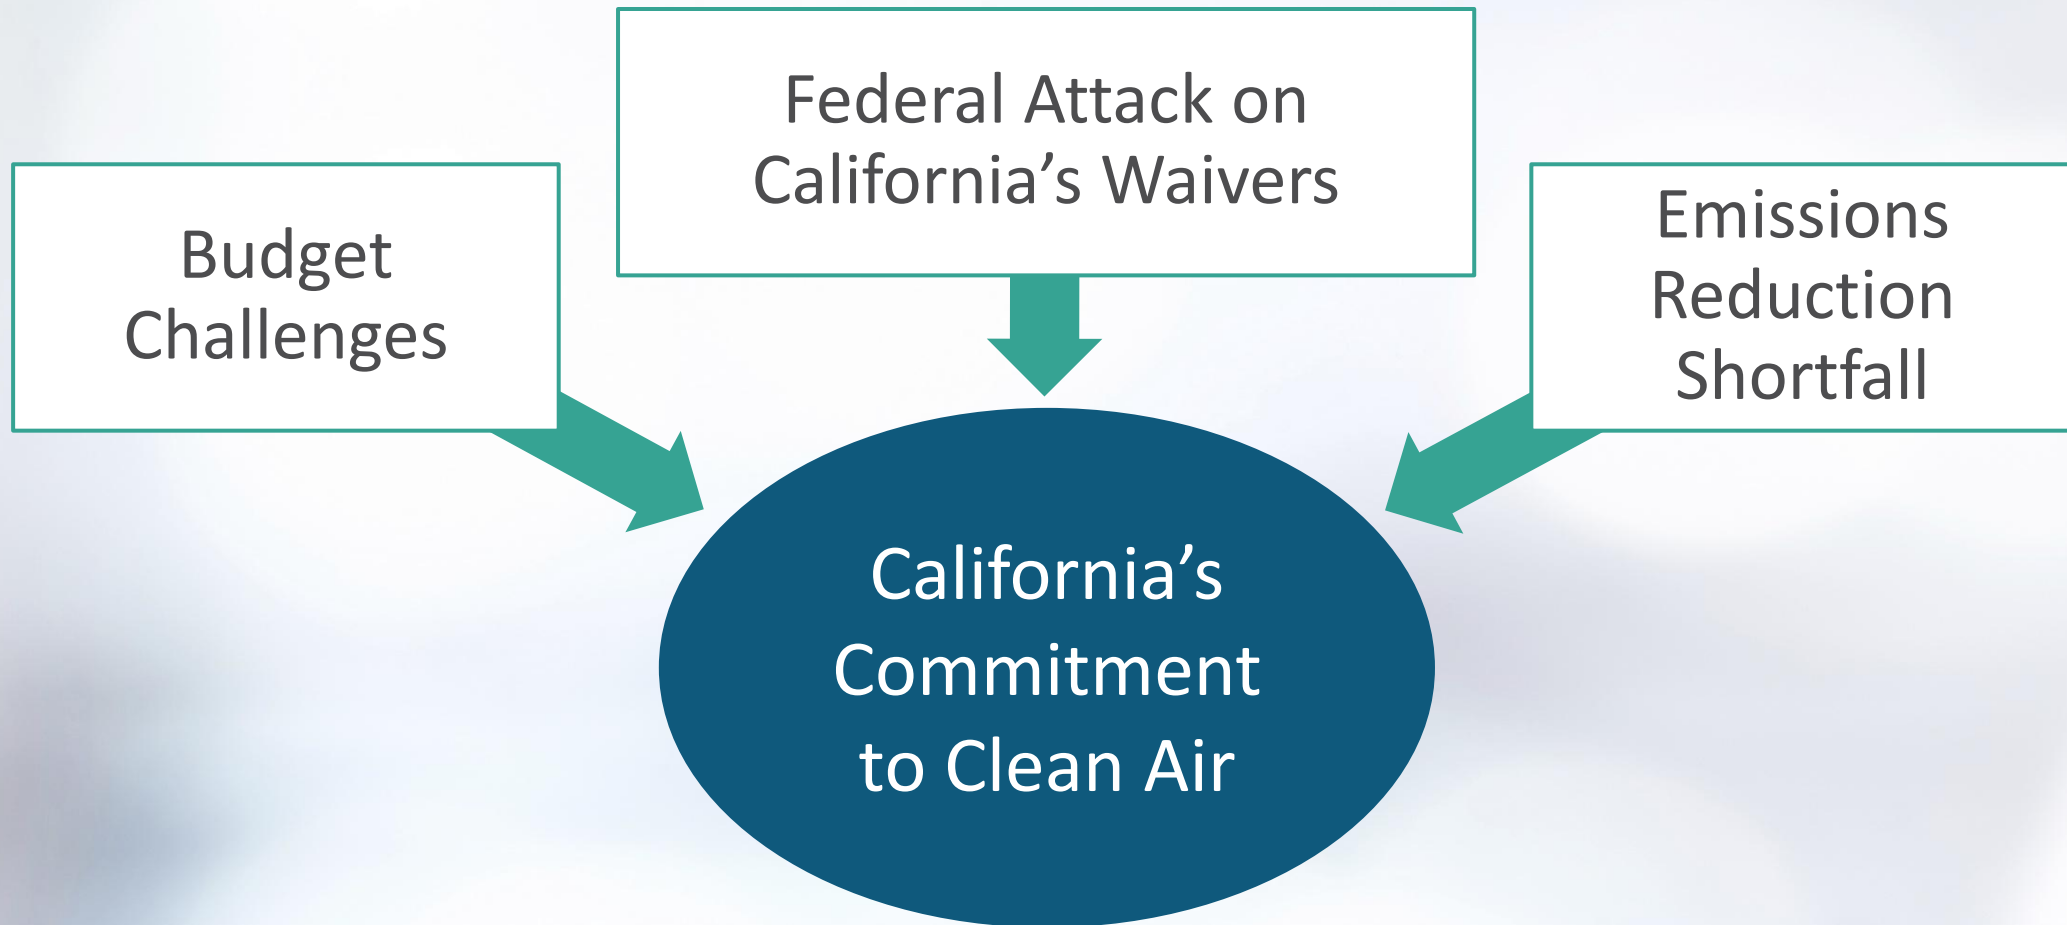 Federal Attack on
California’s Waivers
Budget
Challenges
Emissions
Reduction
Shortfall
California’s
Commitment
to Clean Air